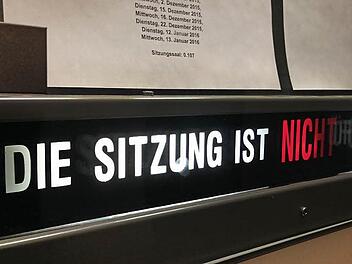 Mittwoch, 2. Dezember 2015,
Dienstag, 15. Dezember 2015,
Mittwoch, 16. Dezember 2015,
Dienstag, 22. Dezember 2015,
Dienstag, 12. Januar 2016
Mittwoch, 13. Januar 2016
Sitzungssaal: 0.107
DIE SITZUNG IST NICHT